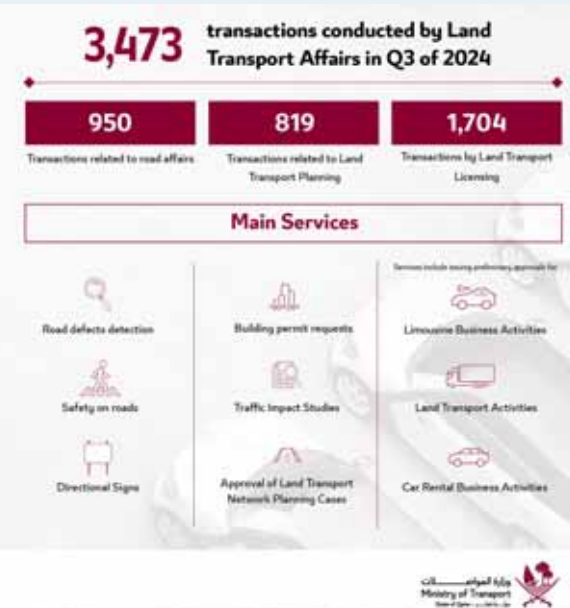 3,473
transactions conducted by Land
Transport Affairs in Q3 of 2024
950
Transactions related to road affairs
819
Transactions related to Land
Transport Planning
1,704
Transactions by Land Transport
Licensing
Main Services
Road defects detection
Safety on roads
Directional Signs
Building permit requests
Traffic Impact Studies
Approval of Land Transport
Network Planning Cases
Services include issuing preliminary approvals for
Limousine Business Activities
Land Transport Activities
Car Rental Business Activities
وزارة المواصلات
Ministry of Transport